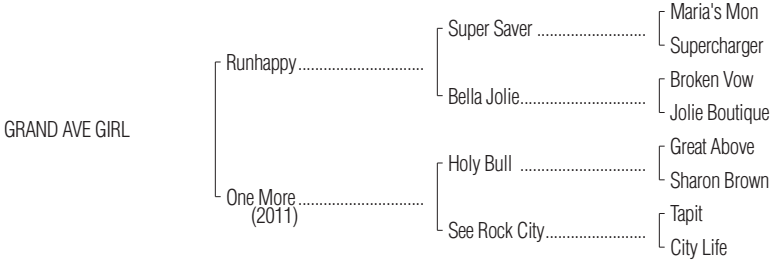 Maria's Mon
Super Saver ..........................
Supercharger
Runhappy..............................
Broken Vow
Bella Jolie..............................
Jolie Boutique
GRAND AVE GIRL
Great Above
Holy Bull ..............................
Sharon Brown
One More..............................
(2011)
Tapit
See Rock City........................
City Life